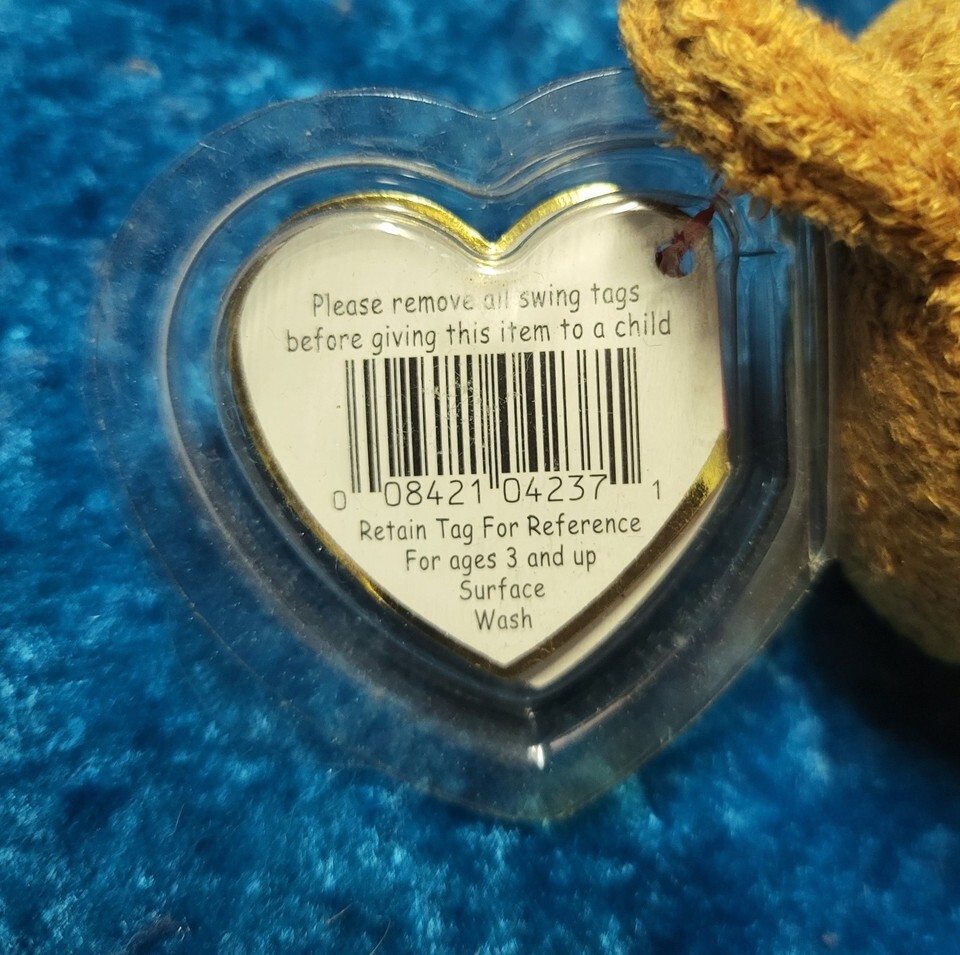 Please remove all swing tags
before giving this item to a child
0 08421 04237 1
Retain Tag For Reference
For ages 3 and up
Surface
Wash